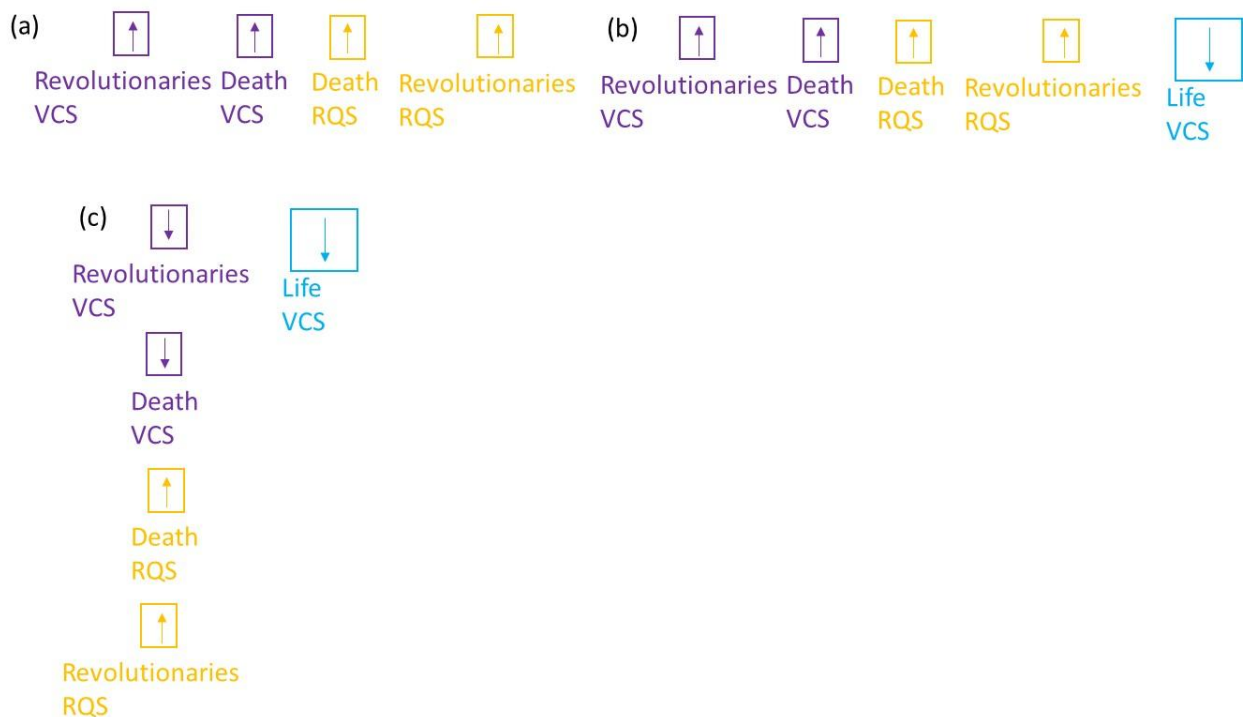 (a)
Revolutionaries VCS
Death VCS
Death RQS
Revolutionaries RQS
(b)
Revolutionaries VCS
Death VCS
Death RQS
Revolutionaries RQS
Life VCS
(c)
Revolutionaries VCS
Life VCS
Death VCS
Death RQS
Revolutionaries RQS